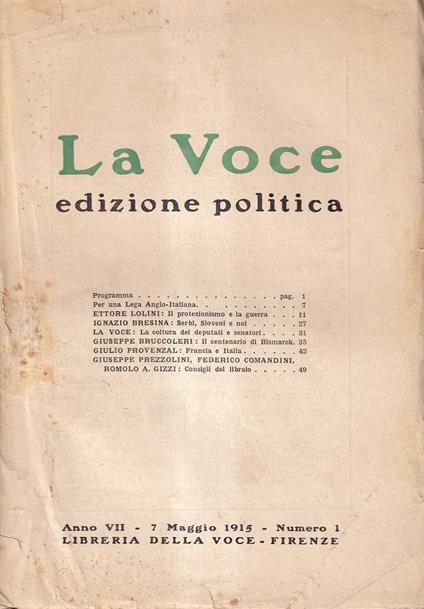 La Voce
edizione politica
Programma . . . . . . . . . . . . . . . . pag. 1
Per una Lega Anglo-Italiana. . . . . . . . . . 7
ETTORE LOLINI: Il protezionismo e la guerra . . . 11
IGNAZIO BRESINA: Serbi, Sloveni e noi . . . . . 27
LA VOCE: La coltura dei deputati e senatori . . . . 31
GIUSEPPE BRUCCOLERI: Il centenario di Bismarck. 35
GIULIO PROVENZAL: Francia e Italia . . . . . . 42
GIUSEPPE PREZZOLINI, FEDERICO COMANDINI,
ROMOLO A. GIZZI: Consigli del libraio . . . . . 49
Anno VII - 7 Maggio 1915 - Numero 1
LIBRERIA DELLA VOCE - FIRENZE